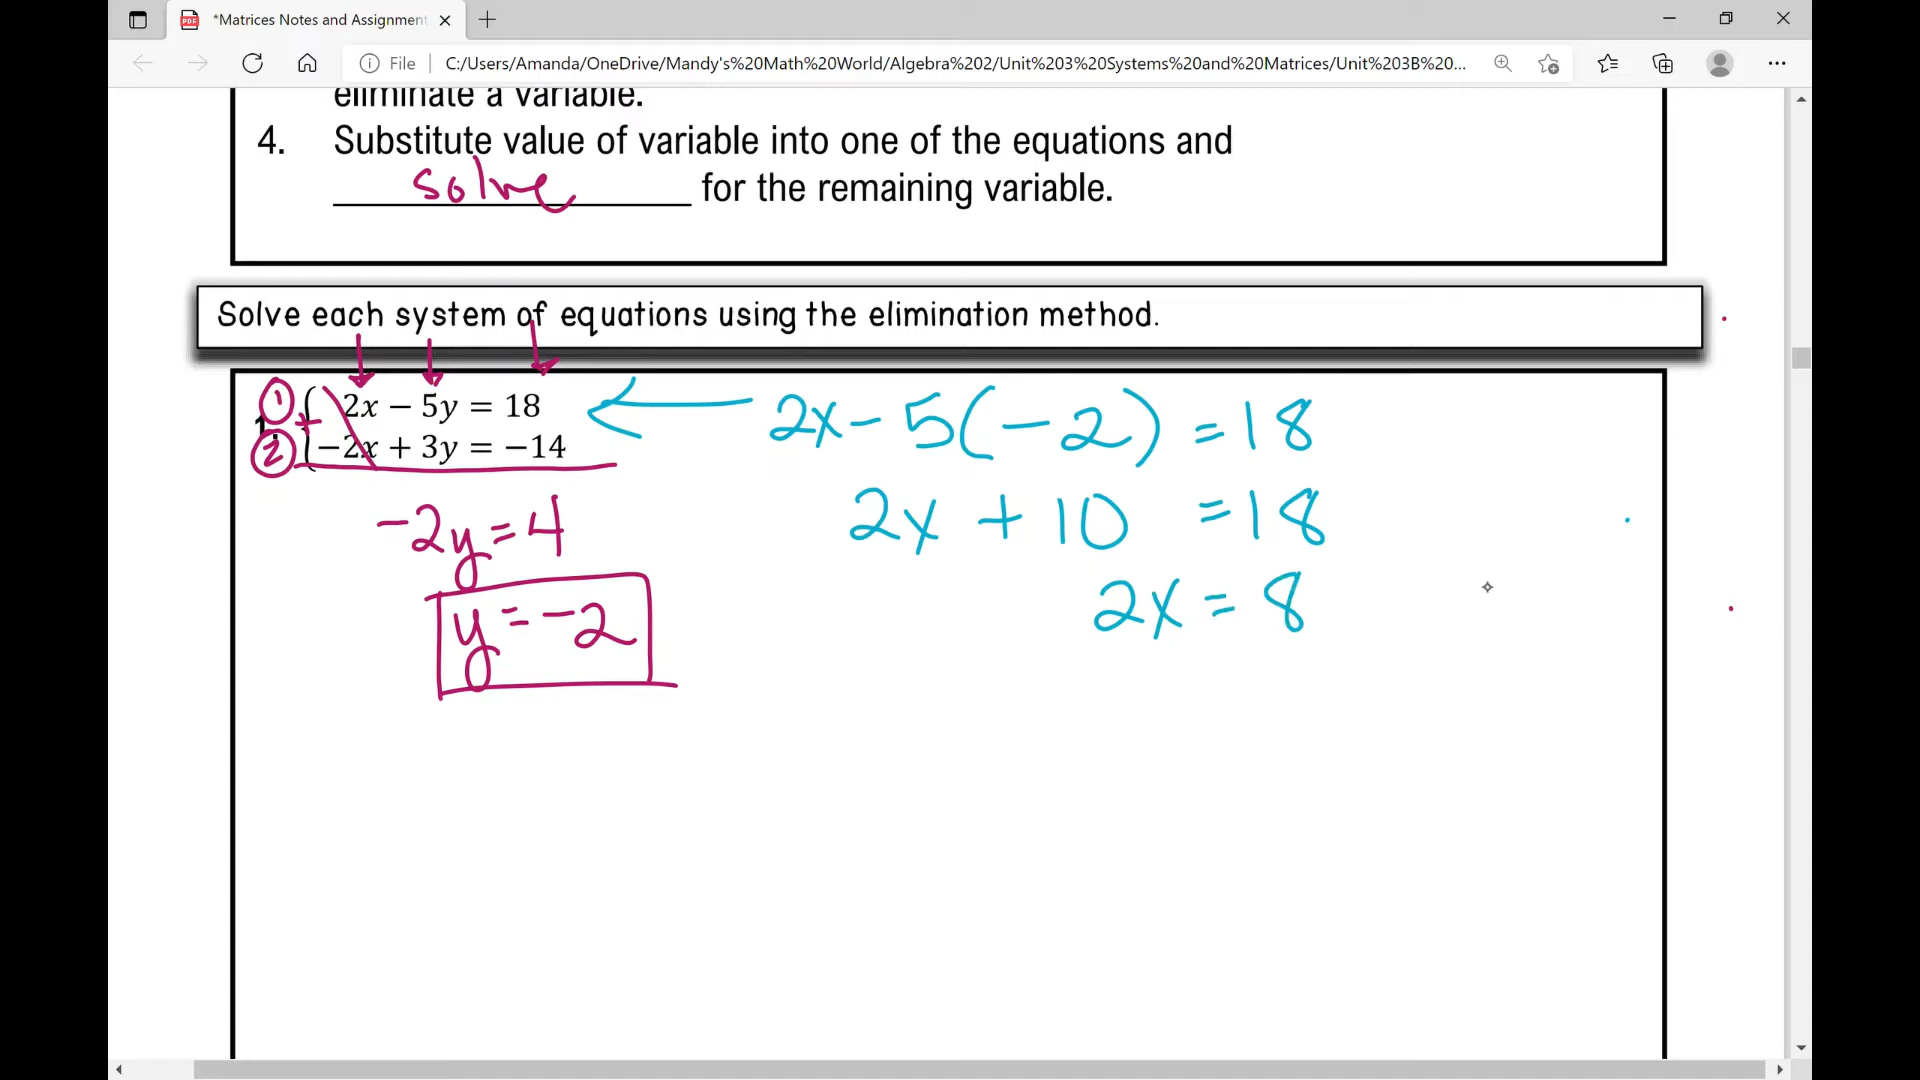 *Matrices Notes and Assignment
File C:/Users/Amanda/OneDrive/Mandy's%20Math%20World/Algebra%202/Unit%203%20Systems%20and%20Matrices/Unit%203B%20...
eliminate a variable.
4. Substitute value of variable into one of the equations and
solve for the remaining variable.
Solve each system of equations using the elimination method.
① 2x − 5y = 18
+
② −2x + 3y = −14
-2y = 4
y = -2
2x - 5(-2) = 18
2x + 10 = 18
2x = 8